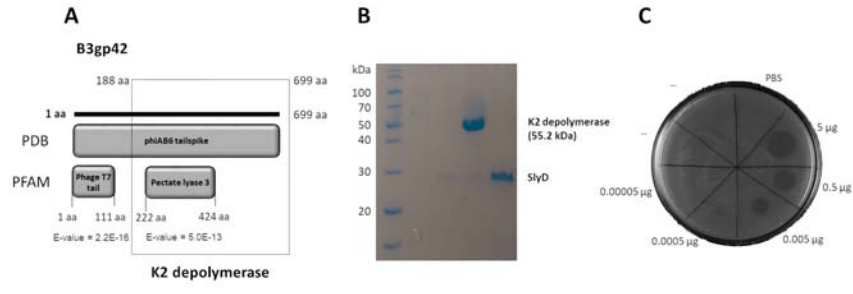 A
B3gp42
188 aa
699 aa
1 aa
699 aa
PDB
phiAB6 tailspike
PFAM
Phage T7
tail
Pectate lyase 3
1 aa
111 aa
222 aa
424 aa
E-value = 2.2E-16
E-value = 5.0E-13
K2 depolymerase
B
kDa
100
70
50
40
30
20
K2 depolymerase
(55.2 kDa)
SlyD
C
–
PBS
–
5 µg
0.5 µg
0.005 µg
0.0005 µg
0.00005 µg